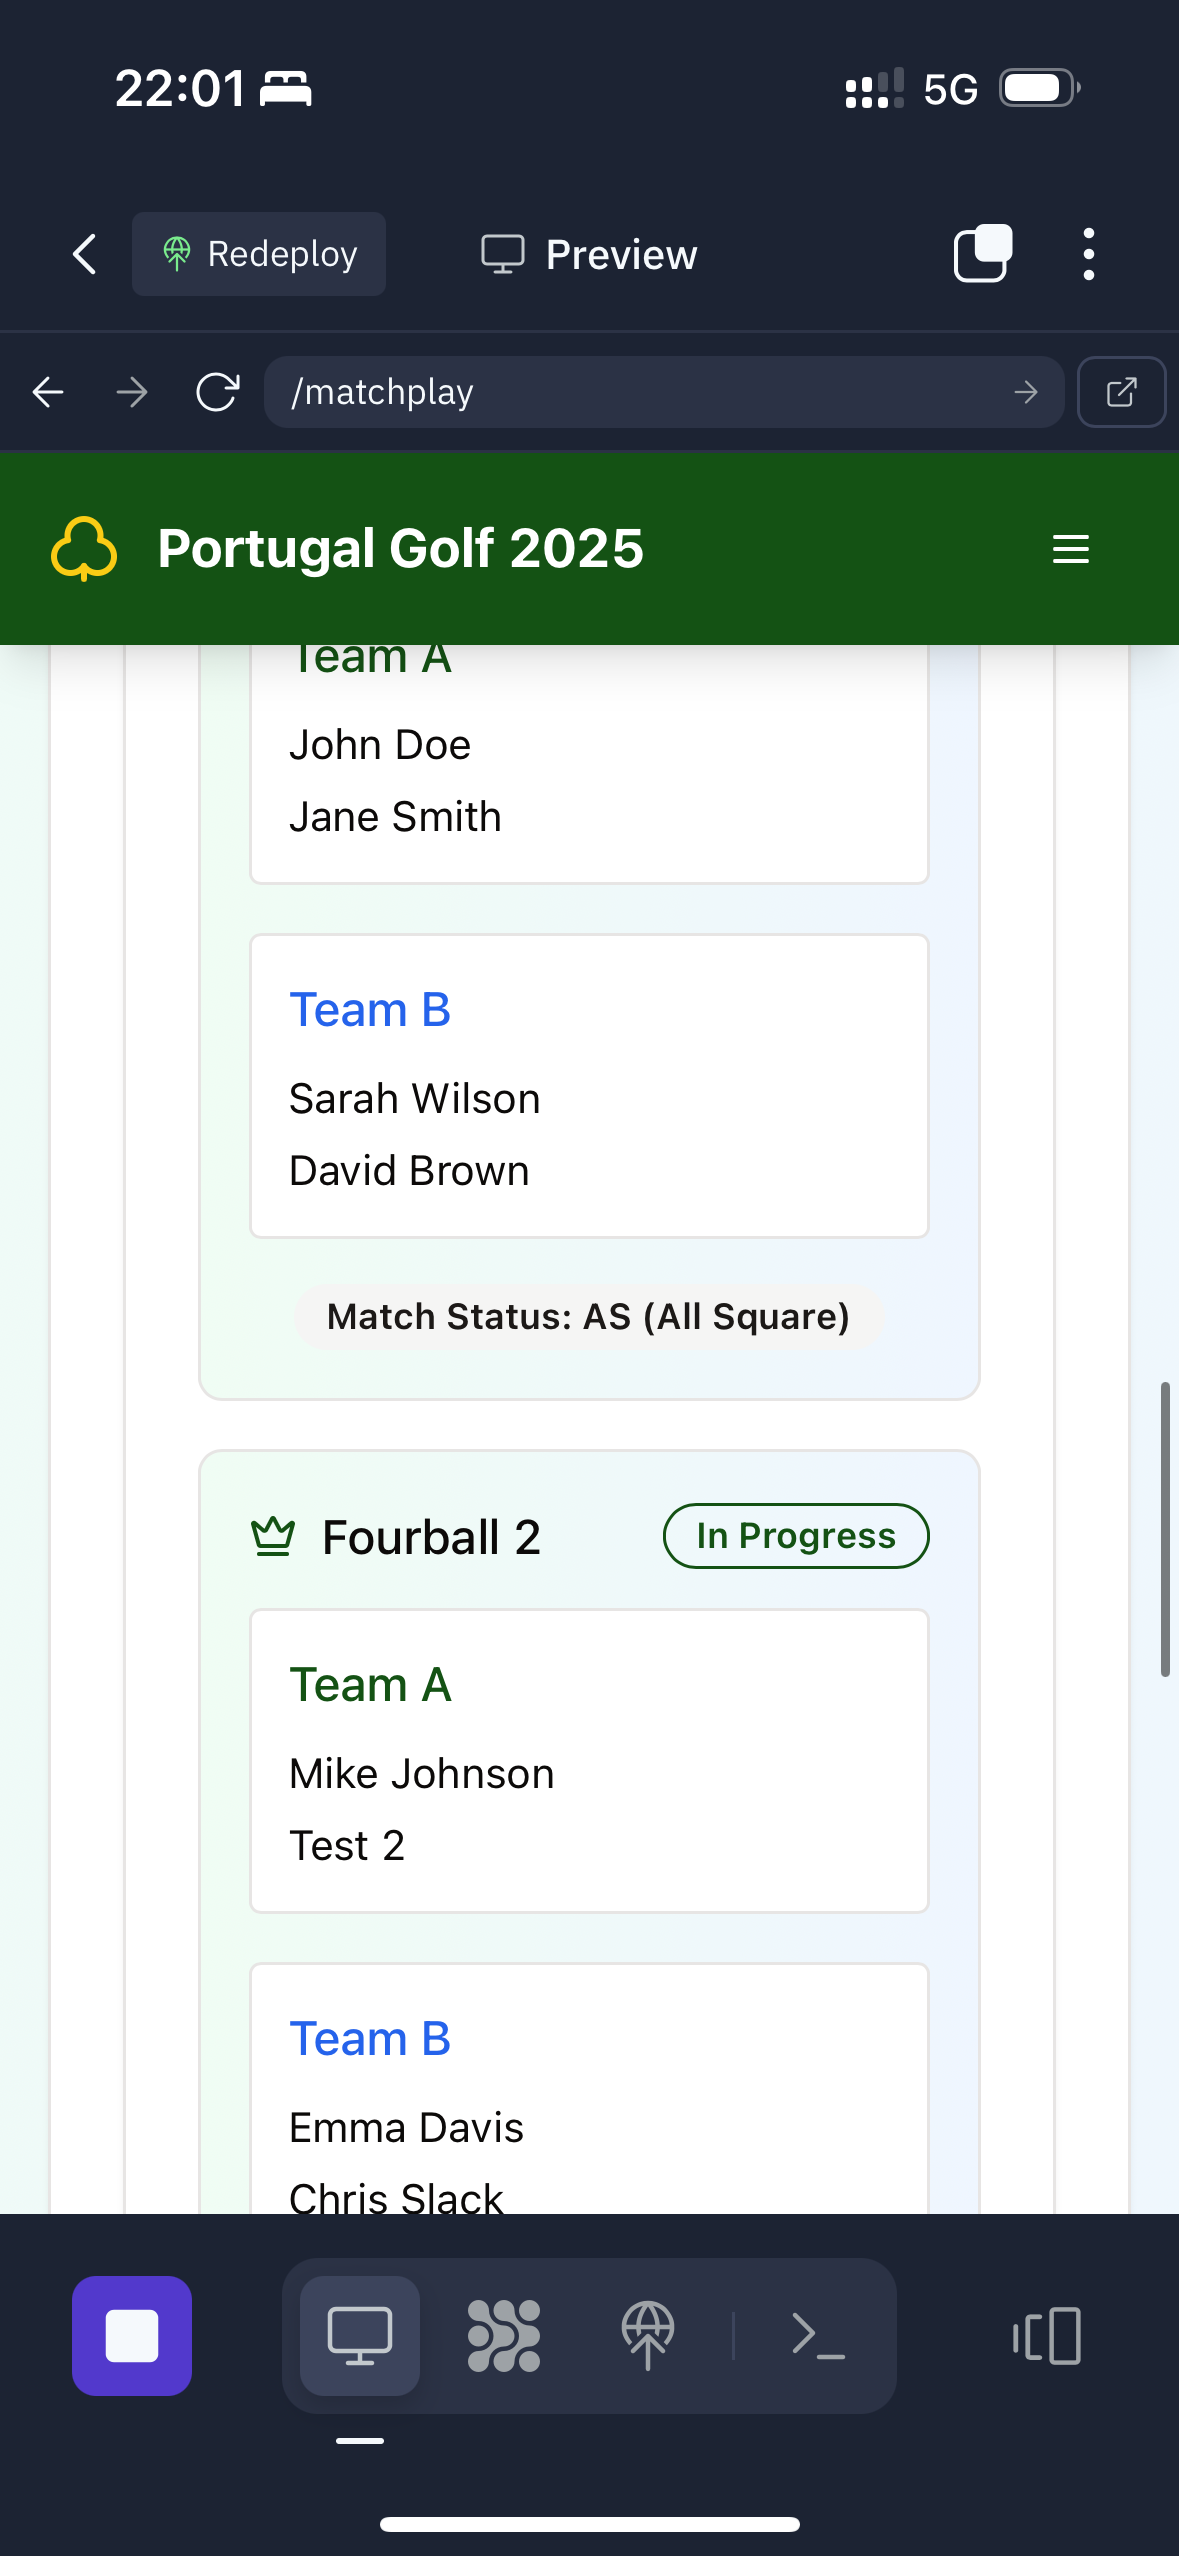 22:01
5G
Redeploy
Preview
/matchplay
Portugal Golf 2025
Team A
John Doe
Jane Smith
Team B
Sarah Wilson
David Brown
Match Status: AS (All Square)
Fourball 2
In Progress
Team A
Mike Johnson
Test 2
Team B
Emma Davis
Chris Slack